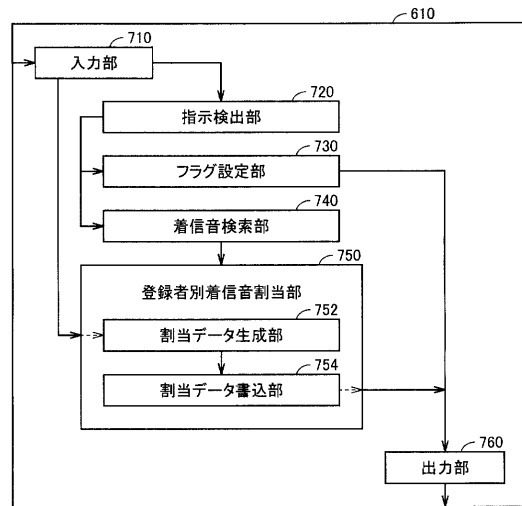 610
710
入力部
720
指示検出部
730
フラグ設定部
740
着信音検索部
750
登録者別着信音割当部
752
割当データ生成部
754
割当データ書込部
760
出力部